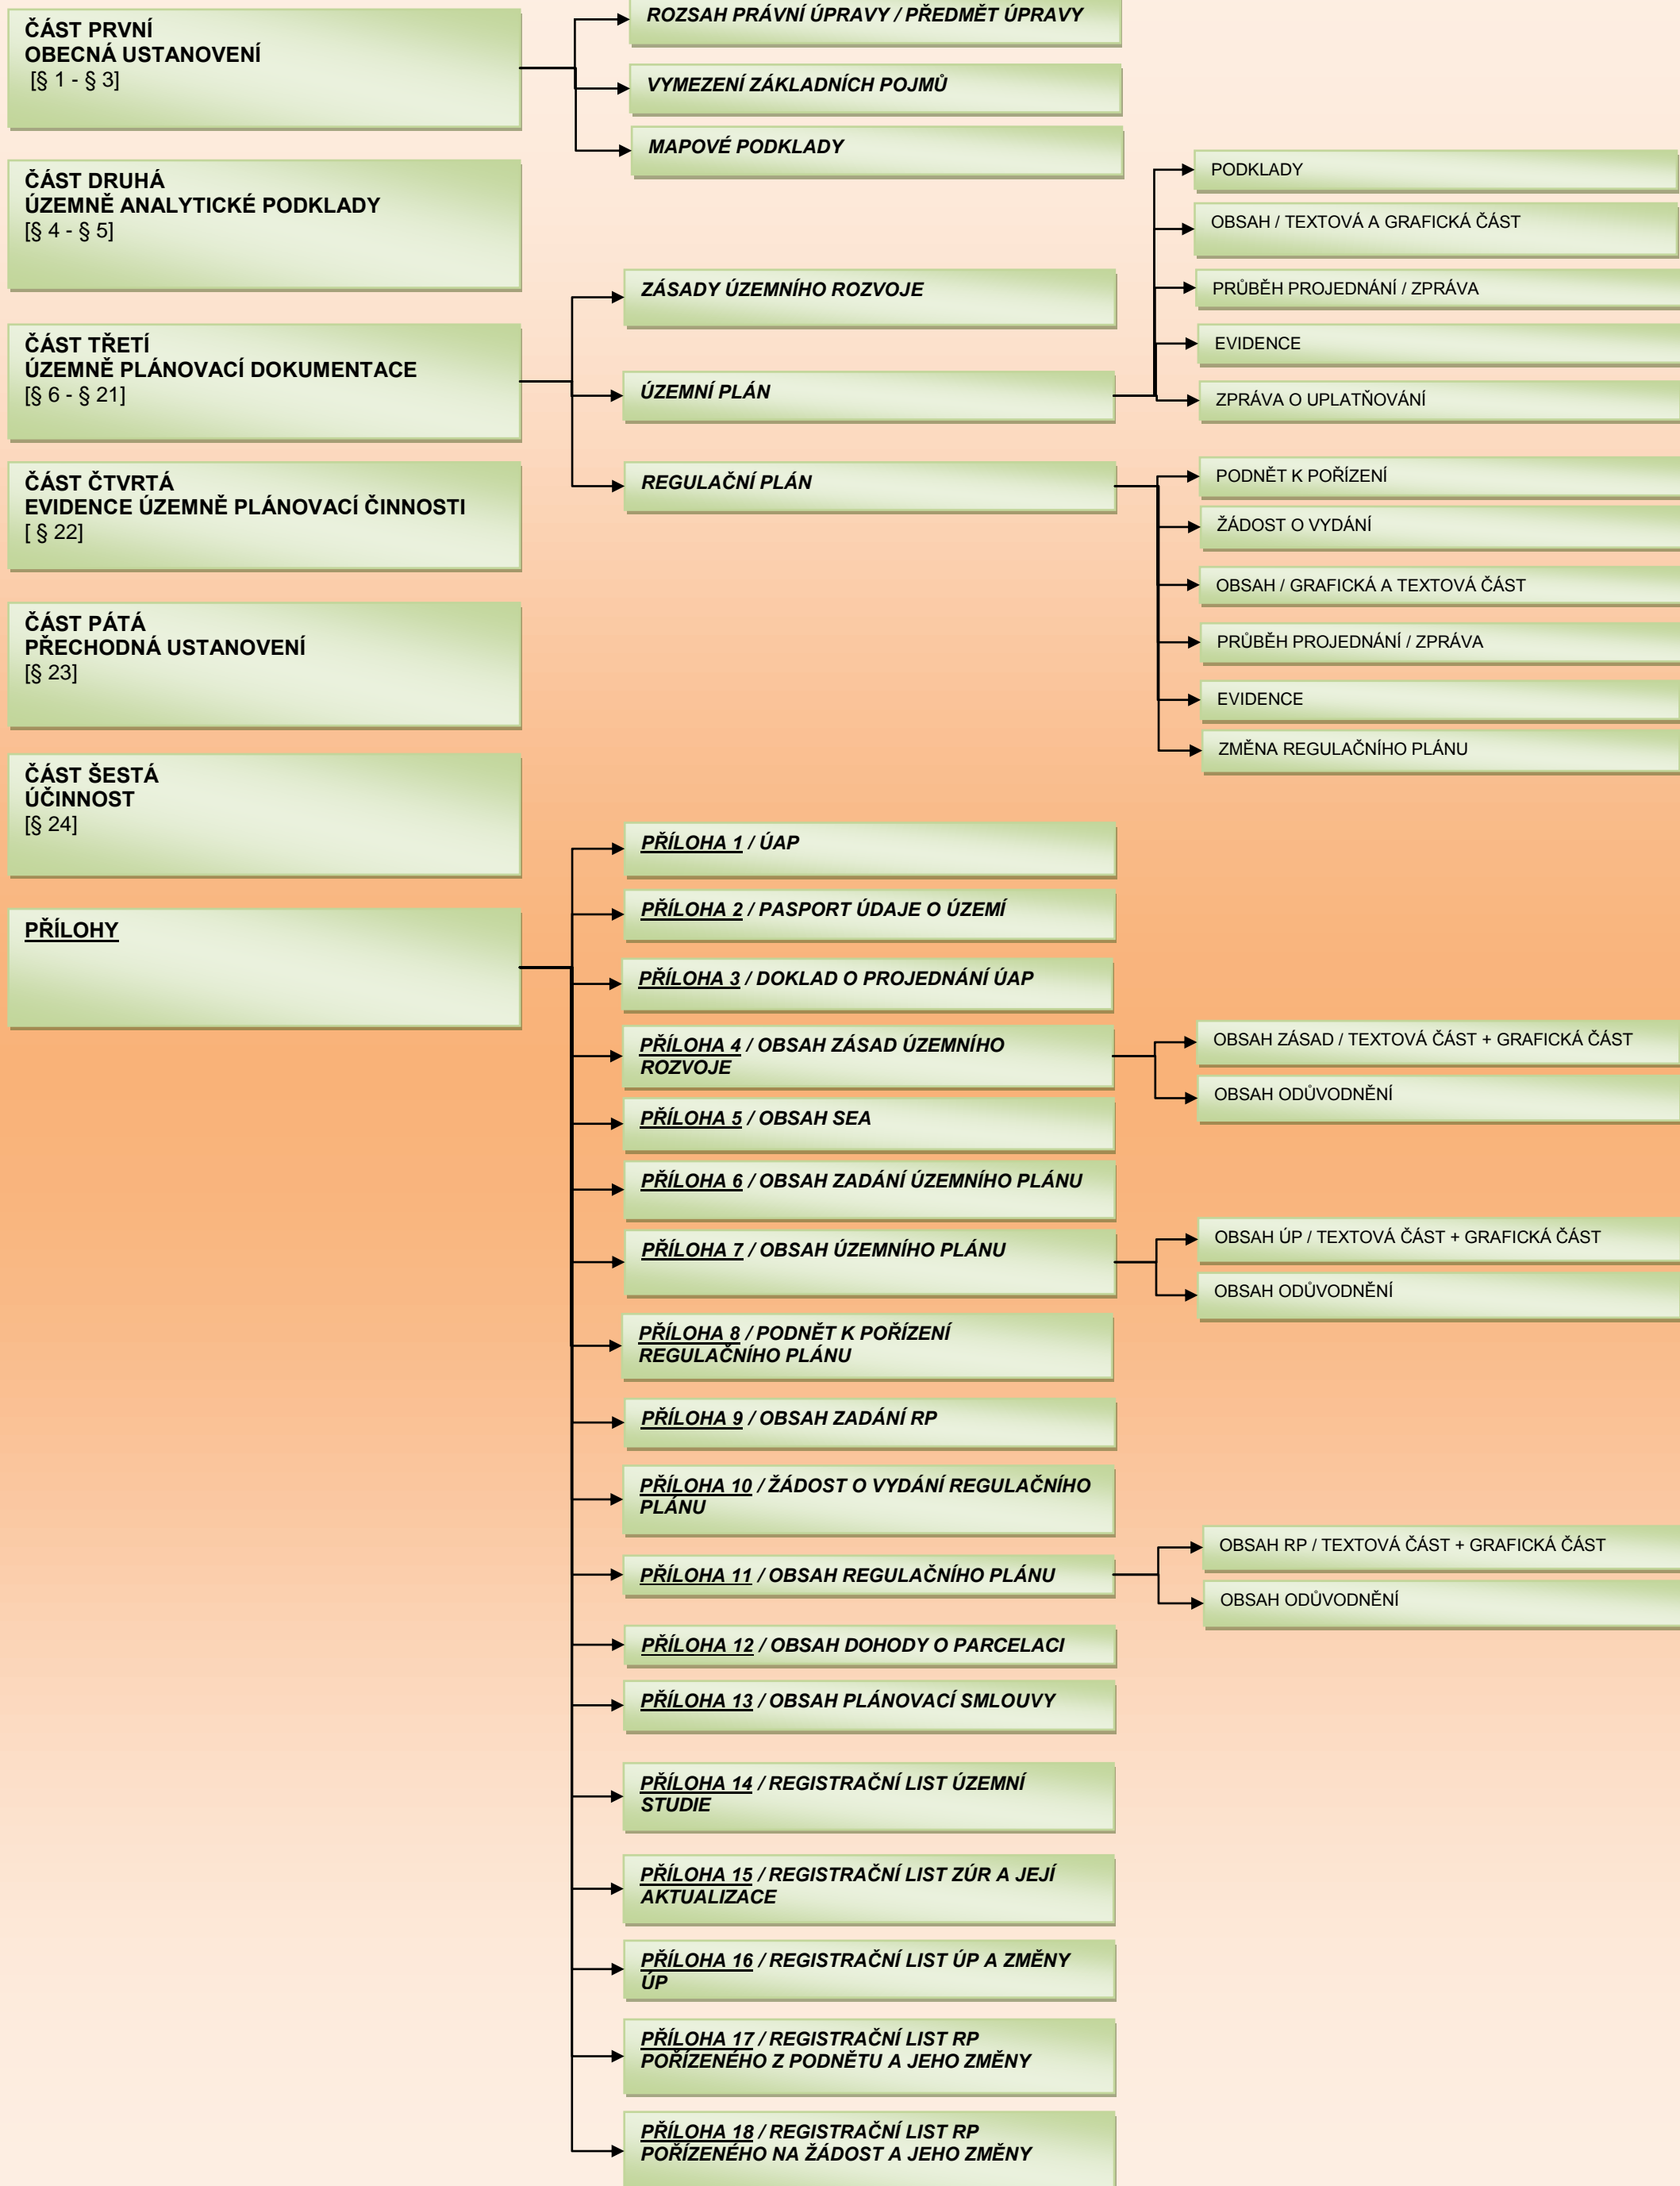 ČÁST PRVNÍ
OBECNÁ USTANOVENÍ
[§ 1 - § 3]
ROZSAH PRÁVNÍ ÚPRAVY / PŘEDMĚT ÚPRAVY
VYMEZENÍ ZÁKLADNÍCH POJMŮ
MAPOVÉ PODKLADY
ČÁST DRUHÁ
ÚZEMNĚ ANALYTICKÉ PODKLADY
[§ 4 - § 5]
ČÁST TŘETÍ
ÚZEMNĚ PLÁNOVACÍ DOKUMENTACE
[§ 6 - § 21]
ZÁSADY ÚZEMNÍHO ROZVOJE
ÚZEMNÍ PLÁN
PODKLADY
OBSAH / TEXTOVÁ A GRAFICKÁ ČÁST
PRŮBĚH PROJEDNÁNÍ / ZPRÁVA
EVIDENCE
ZPRÁVA O UPLATŇOVÁNÍ
REGULAČNÍ PLÁN
PODNĚT K POŘÍZENÍ
ŽÁDOST O VYDÁNÍ
OBSAH / GRAFICKÁ A TEXTOVÁ ČÁST
PRŮBĚH PROJEDNÁNÍ / ZPRÁVA
EVIDENCE
ZMĚNA REGULAČNÍHO PLÁNU
ČÁST ČTVRTÁ
EVIDENCE ÚZEMNĚ PLÁNOVACÍ ČINNOSTI
[ § 22]
ČÁST PÁTÁ
PŘECHODNÁ USTANOVENÍ
[§ 23]
ČÁST ŠESTÁ
ÚČINNOST
[§ 24]
PŘÍLOHY
PŘÍLOHA 1 / ÚAP
PŘÍLOHA 2 / PASPORT ÚDAJE O ÚZEMÍ
PŘÍLOHA 3 / DOKLAD O PROJEDNÁNÍ ÚAP
PŘÍLOHA 4 / OBSAH ZÁSAD ÚZEMNÍHO
ROZVOJE
OBSAH ZÁSAD / TEXTOVÁ ČÁST + GRAFICKÁ ČÁST
OBSAH ODŮVODNĚNÍ
PŘÍLOHA 5 / OBSAH SEA
PŘÍLOHA 6 / OBSAH ZADÁNÍ ÚZEMNÍHO PLÁNU
PŘÍLOHA 7 / OBSAH ÚZEMNÍHO PLÁNU
OBSAH ÚP / TEXTOVÁ ČÁST + GRAFICKÁ ČÁST
OBSAH ODŮVODNĚNÍ
PŘÍLOHA 8 / PODNĚT K POŘÍZENÍ
REGULAČNÍHO PLÁNU
PŘÍLOHA 9 / OBSAH ZADÁNÍ RP
PŘÍLOHA 10 / ŽÁDOST O VYDÁNÍ REGULAČNÍHO
PLÁNU
PŘÍLOHA 11 / OBSAH REGULAČNÍHO PLÁNU
OBSAH RP / TEXTOVÁ ČÁST + GRAFICKÁ ČÁST
OBSAH ODŮVODNĚNÍ
PŘÍLOHA 12 / OBSAH DOHODY O PARCELACI
PŘÍLOHA 13 / OBSAH PLÁNOVACÍ SMLOUVY
PŘÍLOHA 14 / REGISTRAČNÍ LIST ÚZEMNÍ
STUDIE
PŘÍLOHA 15 / REGISTRAČNÍ LIST ZÚR A JEJÍ
AKTUALIZACE
PŘÍLOHA 16 / REGISTRAČNÍ LIST ÚP A ZMĚNY
ÚP
PŘÍLOHA 17 / REGISTRAČNÍ LIST RP
POŘÍZENÉHO Z PODNĚTU A JEHO ZMĚNY
PŘÍLOHA 18 / REGISTRAČNÍ LIST RP
POŘÍZENÉHO NA ŽÁDOST A JEHO ZMĚNY